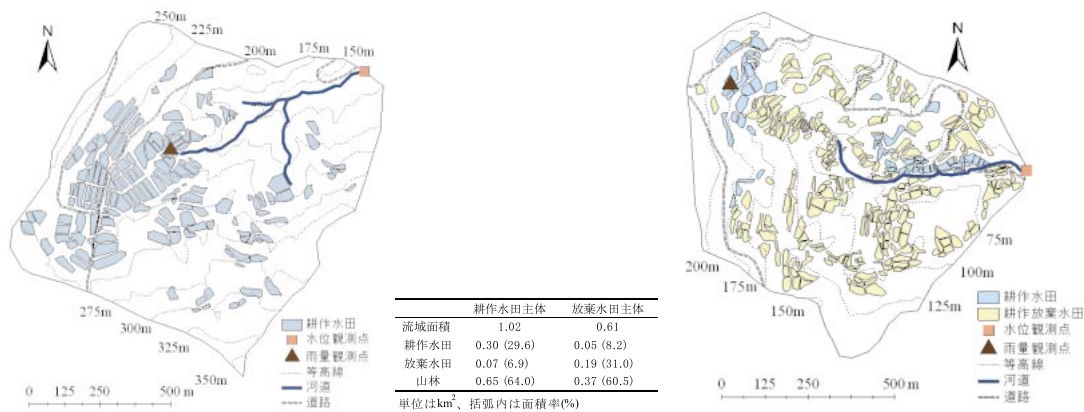 N
250m
225m
200m
175m
150m
275m
300m
325m
350m
耕作水田
水位観測点
雨量観測点
等高線
河道
道路
0 250 500 m
耕作水田主体 放棄水田主体
流域面積 1.02 0.61
耕作水田 0.30 (29.6) 0.05 (8.2)
放棄水田 0.07 (6.9) 0.19 (31.0)
山林 0.65 (64.0) 0.37 (60.5)
単位はkm²、括弧内は面積率(%)
N
200m
175m
150m
75m
100m
125m
耕作水田
耕作放棄水田
水位観測点
雨量観測点
等高線
河道
道路
0 125 250 500 m